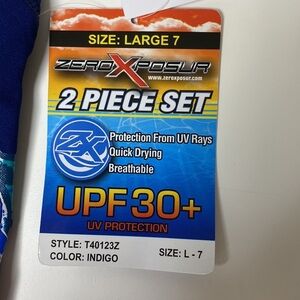 SIZE: LARGE 7
ZEROXPOSUR
www.zeroxposur.com
2 PIECE SET
ZX
Protection From UV Rays
Quick Drying
Breathable
UPF 30+
UV PROTECTION
STYLE: T40123Z
COLOR: INDIGO
SIZE: L - 7